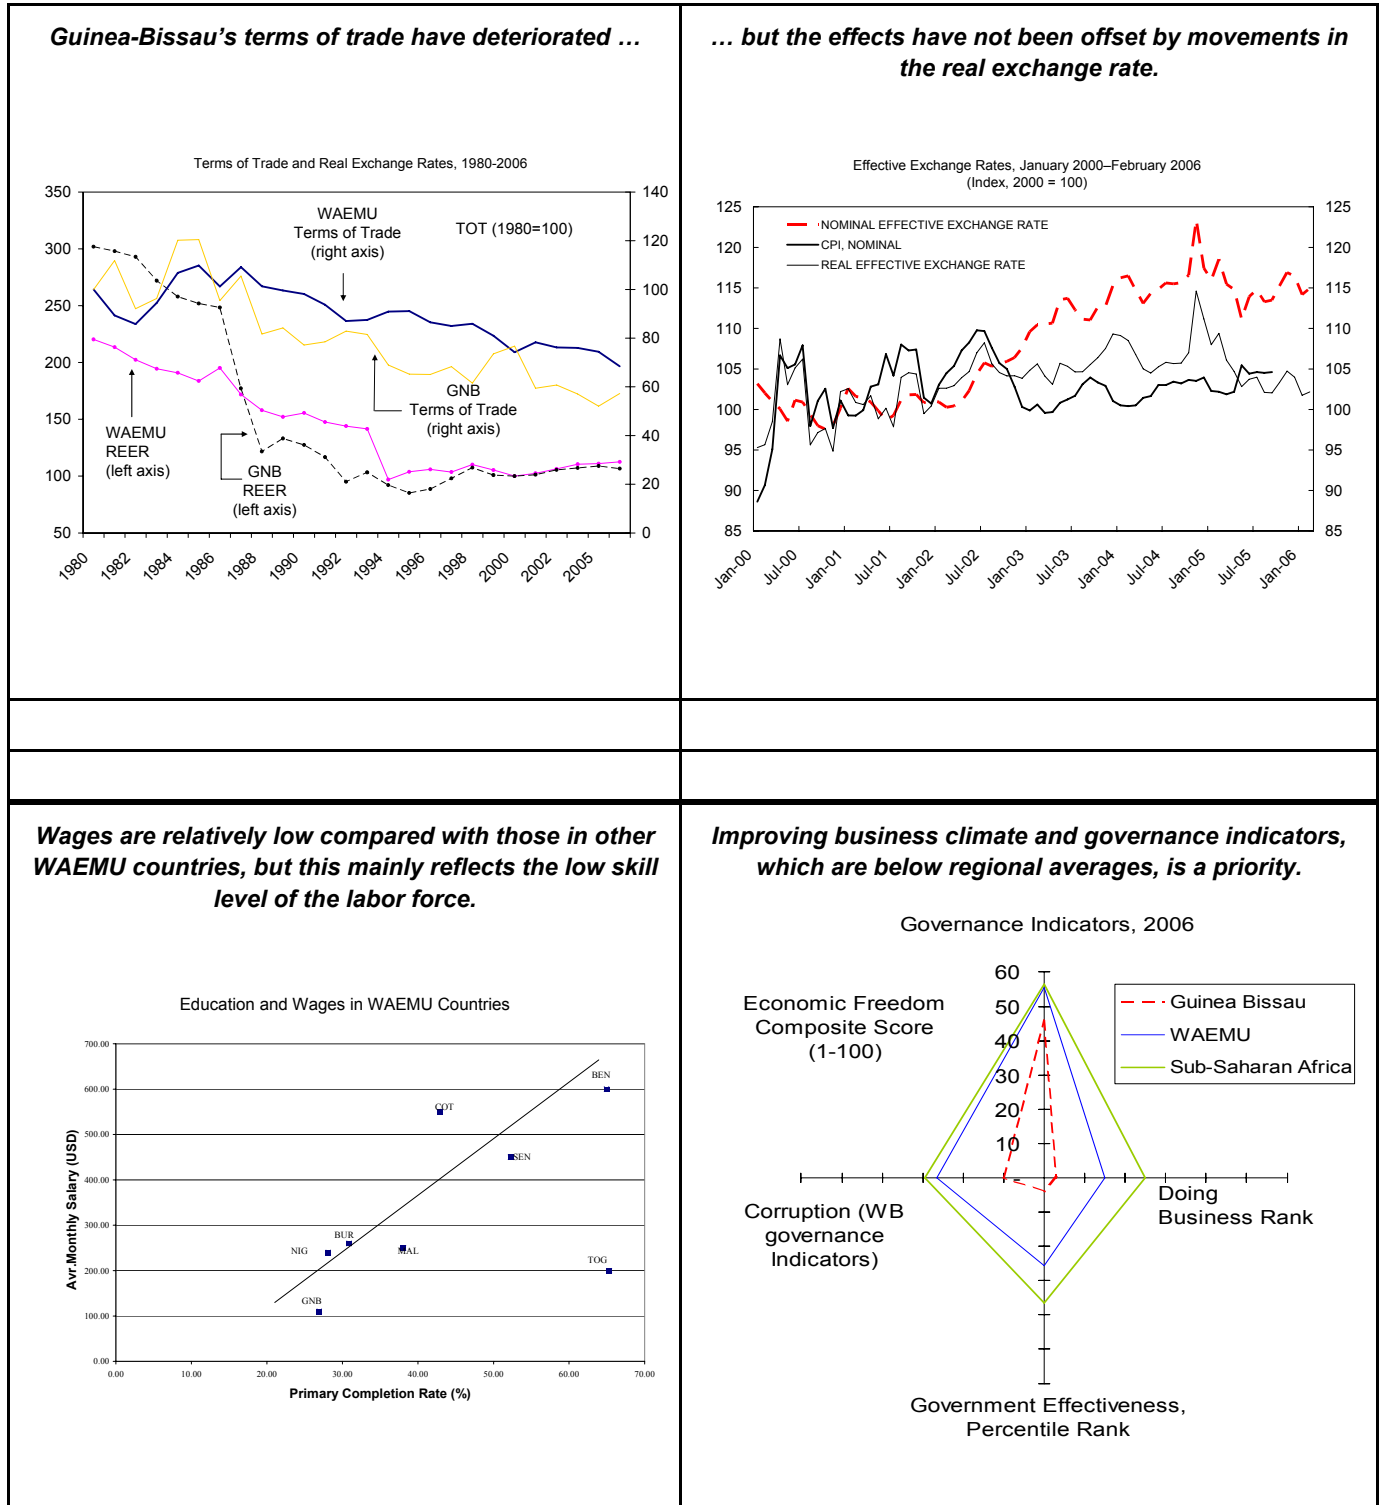 Guinea-Bissau's terms of trade have deteriorated …
Terms of Trade and Real Exchange Rates, 1980-2006
350
300
250
200
150
100
50
140
120
100
80
60
40
20
0
WAEMU
Terms of Trade
(right axis)
TOT (1980=100)
GNB
Terms of Trade
(right axis)
WAEMU
REER
(left axis)
GNB
REER
(left axis)
1980
1982
1984
1986
1988
1990
1992
1994
1996
1998
2000
2002
2005
… but the effects have not been offset by movements in
the real exchange rate.
Effective Exchange Rates, January 2000–February 2006
(Index, 2000 = 100)
125
120
115
110
105
100
95
90
85
125
120
115
110
105
100
95
90
85
NOMINAL EFFECTIVE EXCHANGE RATE
CPI, NOMINAL
REAL EFFECTIVE EXCHANGE RATE
Jan-00
Jul-00
Jan-01
Jul-01
Jan-02
Jul-02
Jan-03
Jul-03
Jan-04
Jul-04
Jan-05
Jul-05
Jan-06
Wages are relatively low compared with those in other
WAEMU countries, but this mainly reflects the low skill
level of the labor force.
Education and Wages in WAEMU Countries
Avr.Monthly Salary (USD)
700.00
600.00
500.00
400.00
300.00
200.00
100.00
0.00
BEN
COT
SEN
BUR
NIG
MAL
TOG
GNB
0.00
10.00
20.00
30.00
40.00
50.00
60.00
70.00
Primary Completion Rate (%)
Improving business climate and governance indicators,
which are below regional averages, is a priority.
Governance Indicators, 2006
Economic Freedom
Composite Score
(1-100)
60
50
40
30
20
10
-
Guinea Bissau
WAEMU
Sub-Saharan Africa
Corruption (WB
governance
Indicators)
Doing
Business Rank
Government Effectiveness,
Percentile Rank